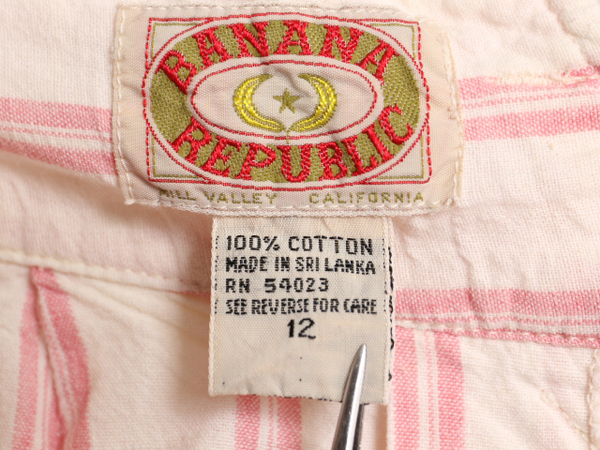 BANANA
REPUBLIC
MILL VALLEY CALIFORNIA
100% COTTON
MADE IN SRI LANKA
RN 54023
SEE REVERSE FOR CARE
12